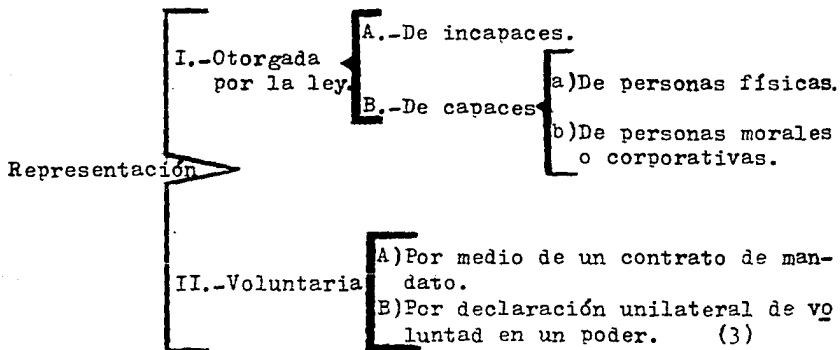 A.-De incapaces.
I.-Otorgada
por la ley.
a)De personas físicas.
B.-De capaces
b)De personas morales
o corporativas.
Representación
A)Por medio de un contrato de man-
dato.
II.-Voluntaria
B)Por declaración unilateral de vo
luntad en un poder. (3)